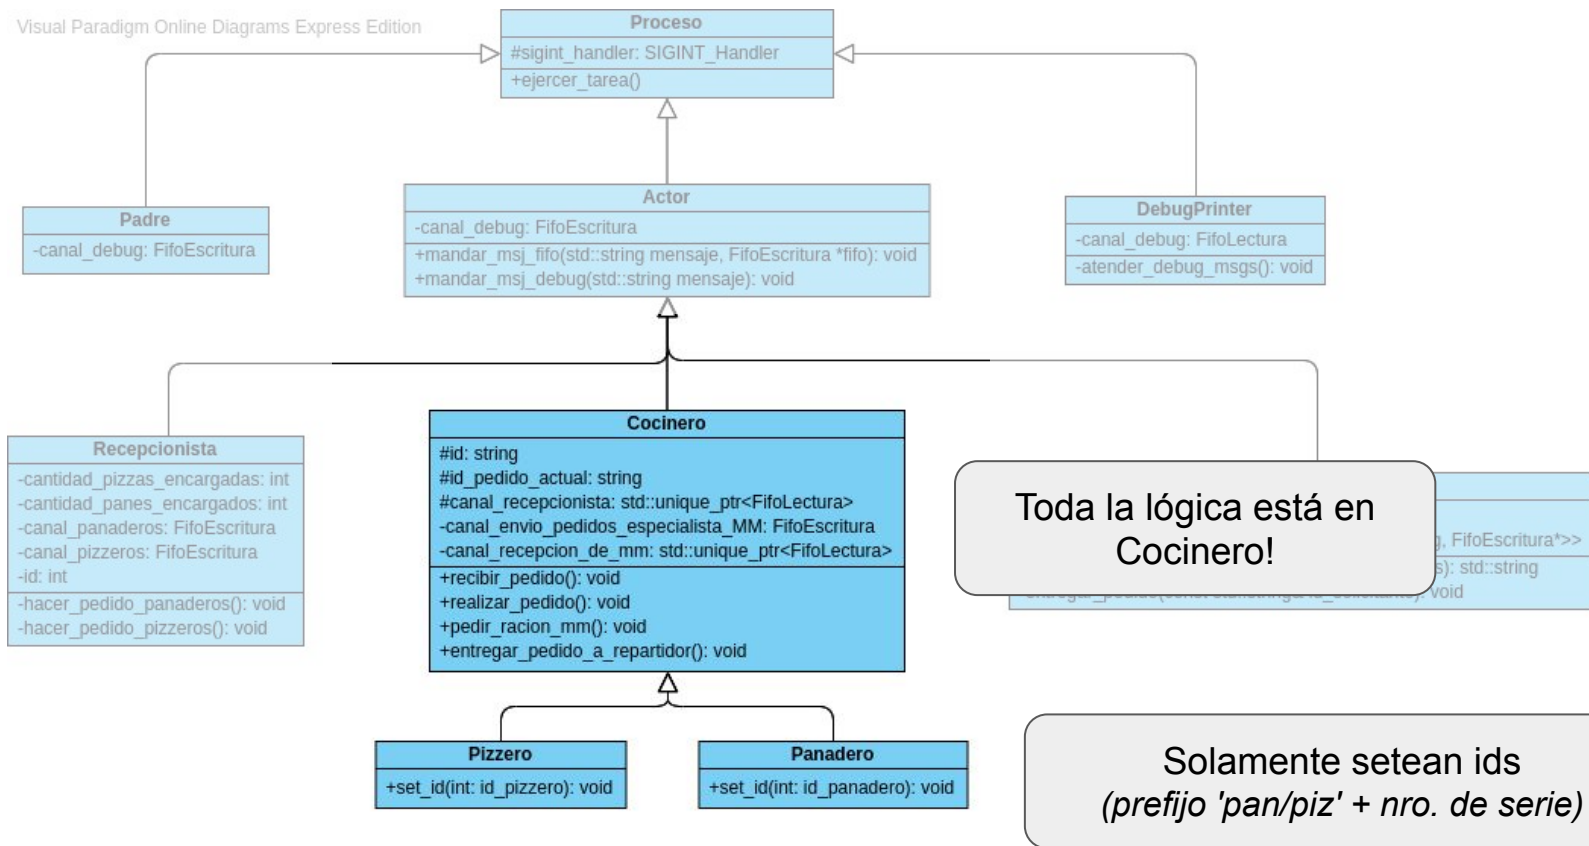 Visual Paradigm Online Diagrams Express Edition
Proceso
#sigint_handler: SIGINT_Handler
+ejercer_tarea()
Padre
-canal_debug: FifoEscritura
Actor
-canal_debug: FifoEscritura
+mandar_msj_fifo(std::string mensaje, FifoEscritura *fifo): void
+mandar_msj_debug(std::string mensaje): void
DebugPrinter
-canal_debug: FifoLectura
-atender_debug_msgs(): void
Recepcionista
-cantidad_pizzas_encargadas: int
-cantidad_panes_encargados: int
-canal_panaderos: FifoEscritura
-canal_pizzeros: FifoEscritura
-id: int
-hacer_pedido_panaderos(): void
-hacer_pedido_pizzeros(): void
Cocinero
#id: string
#id_pedido_actual: string
#canal_recepcionista: std::unique_ptr<FifoLectura>
-canal_envio_pedidos_especialista_MM: FifoEscritura
-canal_recepcion_de_mm: std::unique_ptr<FifoLectura>
+recibir_pedido(): void
+realizar_pedido(): void
+pedir_racion_mm(): void
+entregar_pedido_a_repartidor(): void
Toda la lógica está en
Cocinero!
, FifoEscritura*>>
s): std::string
void
Pizzero
+set_id(int: id_pizzero): void
Panadero
+set_id(int: id_panadero): void
Solamente setean ids
(prefijo 'pan/piz' + nro. de serie)